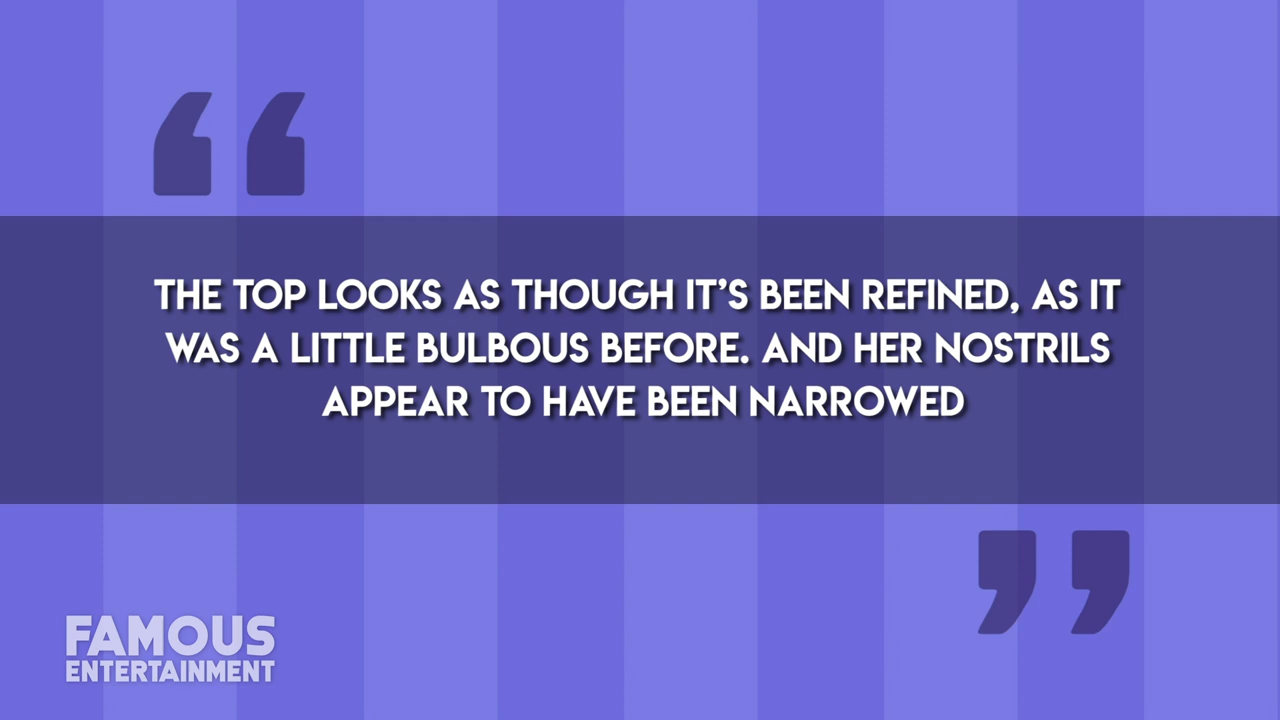 THE TOP LOOKS AS THOUGH IT'S BEEN REFINED, AS IT
WAS A LITTLE BULBOUS BEFORE. AND HER NOSTRILS
APPEAR TO HAVE BEEN NARROWED
FAMOUS
ENTERTAINMENT